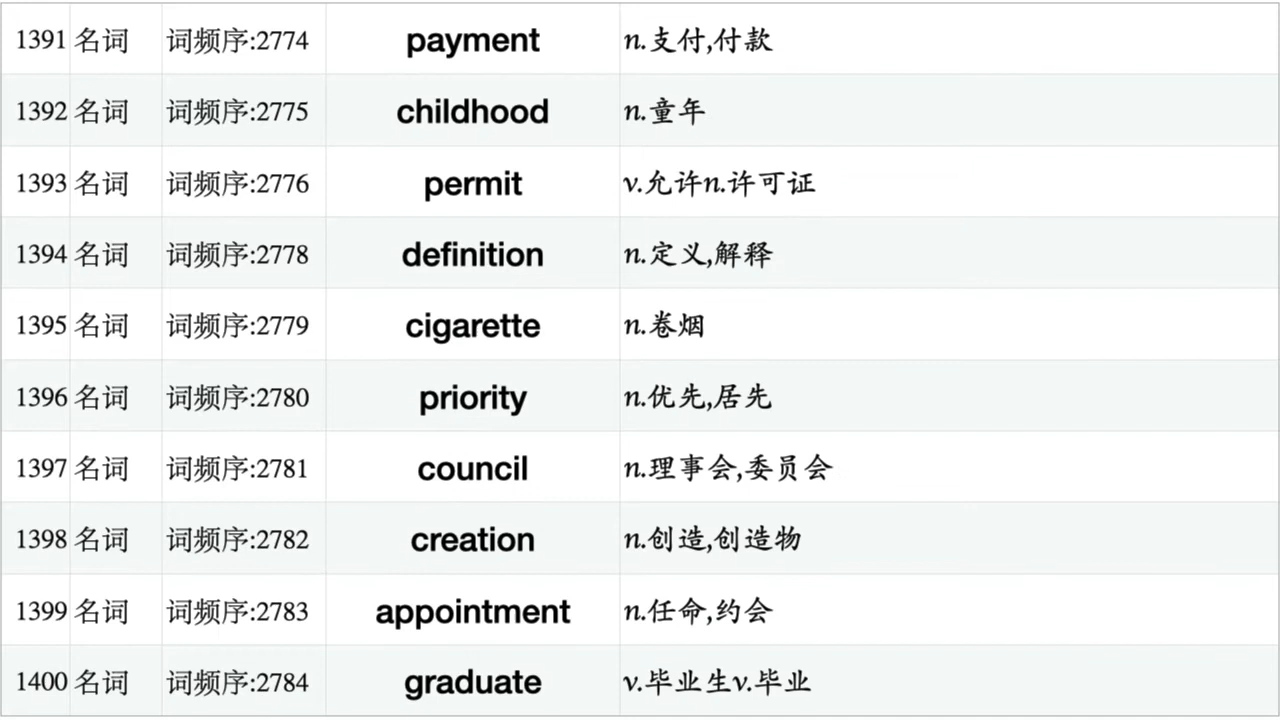 1391 名词 词频序:2774 payment n.支付,付款
1392 名词 词频序:2775 childhood n.童年
1393 名词 词频序:2776 permit v.允许n.许可证
1394 名词 词频序:2778 definition n.定义,解释
1395 名词 词频序:2779 cigarette n.卷烟
1396 名词 词频序:2780 priority n.优先,居先
1397 名词 词频序:2781 council n.理事会,委员会
1398 名词 词频序:2782 creation n.创造,创造物
1399 名词 词频序:2783 appointment n.任命,约会
1400 名词 词频序:2784 graduate v.毕业生v.毕业